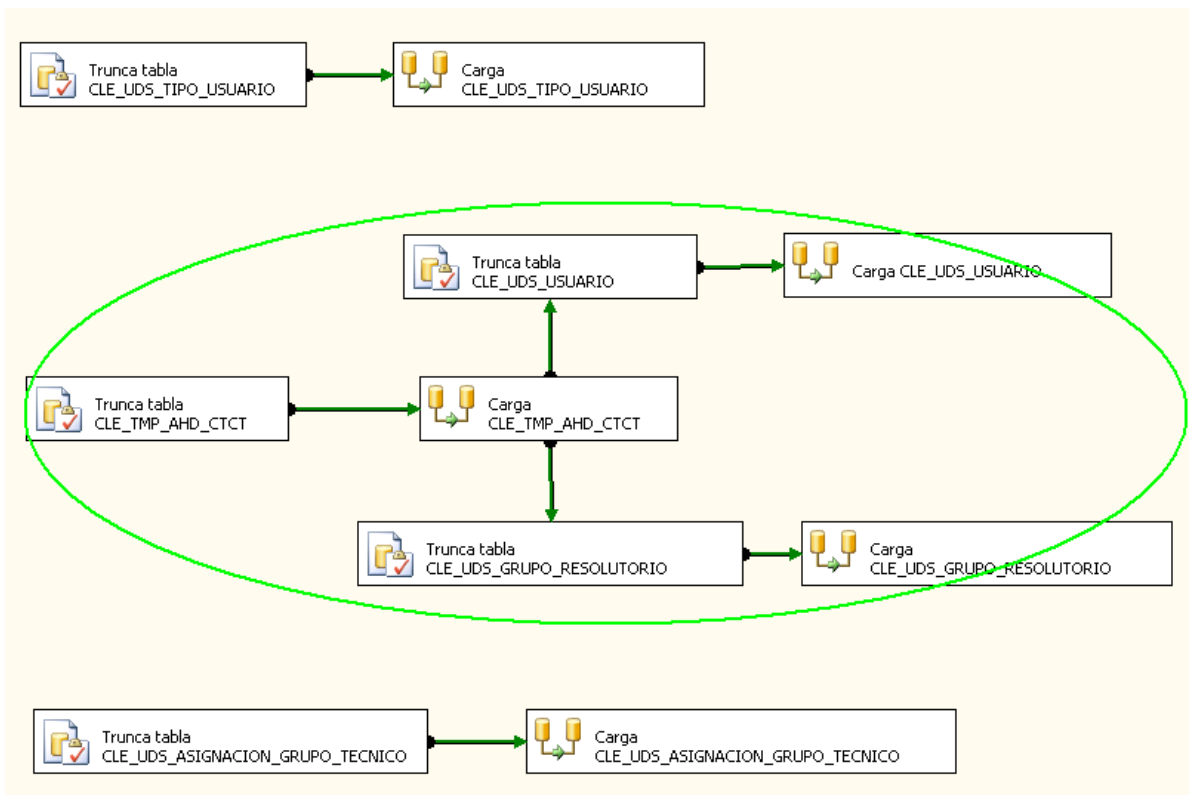 Trunca tabla
CLE_UDS_TIPO_USUARIO
Carga
CLE_UDS_TIPO_USUARIO
Trunca tabla
CLE_UDS_USUARIO
Carga CLE_UDS_USUARIO
Trunca tabla
CLE_TMP_AHD_CTCT
Carga
CLE_TMP_AHD_CTCT
Trunca tabla
CLE_UDS_GRUPO_RESOLUTORIO
Carga
CLE_UDS_GRUPO_RESOLUTORIO
Trunca tabla
CLE_UDS_ASIGNACION_GRUPO_TECNICO
Carga
CLE_UDS_ASIGNACION_GRUPO_TECNICO